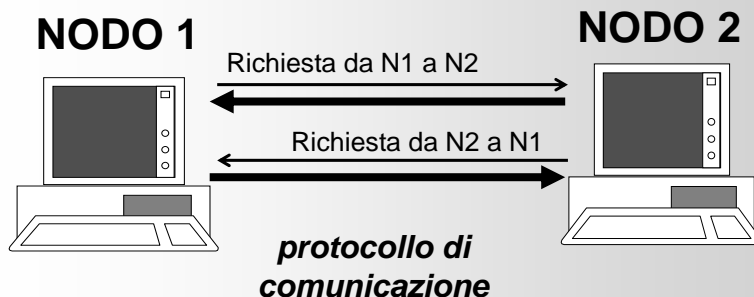 NODO 1
NODO 2
Richiesta da N1 a N2
Richiesta da N2 a N1
protocollo di
comunicazione